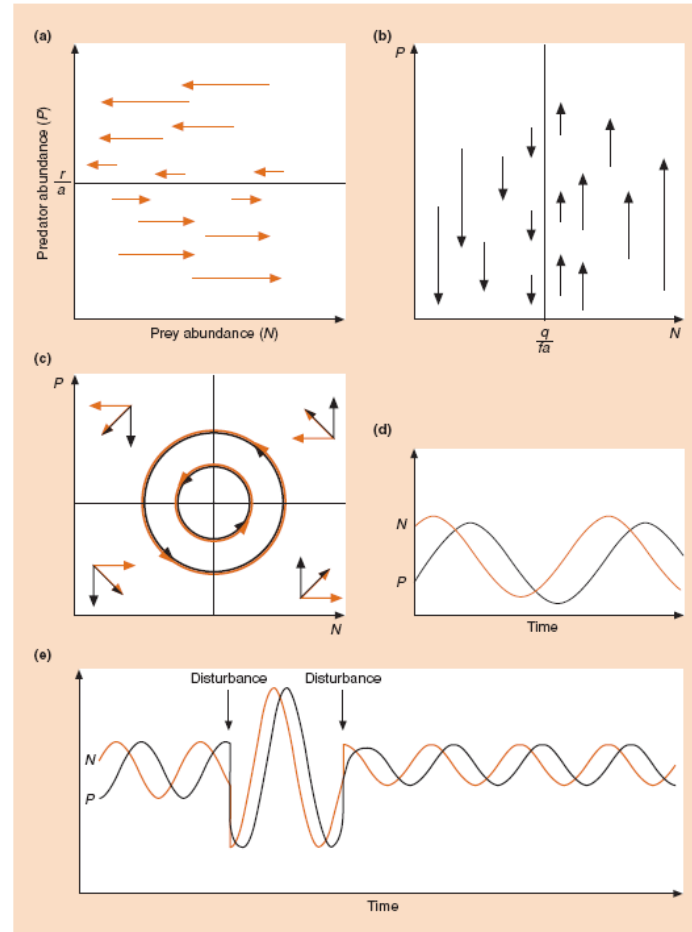 (a)
Predator abundance (P)
r
a
Prey abundance (N)
(b)
P
q
fa
N
(c)
P
N
(d)
N
P
Time
(e)
Disturbance
Disturbance
N
P
Time